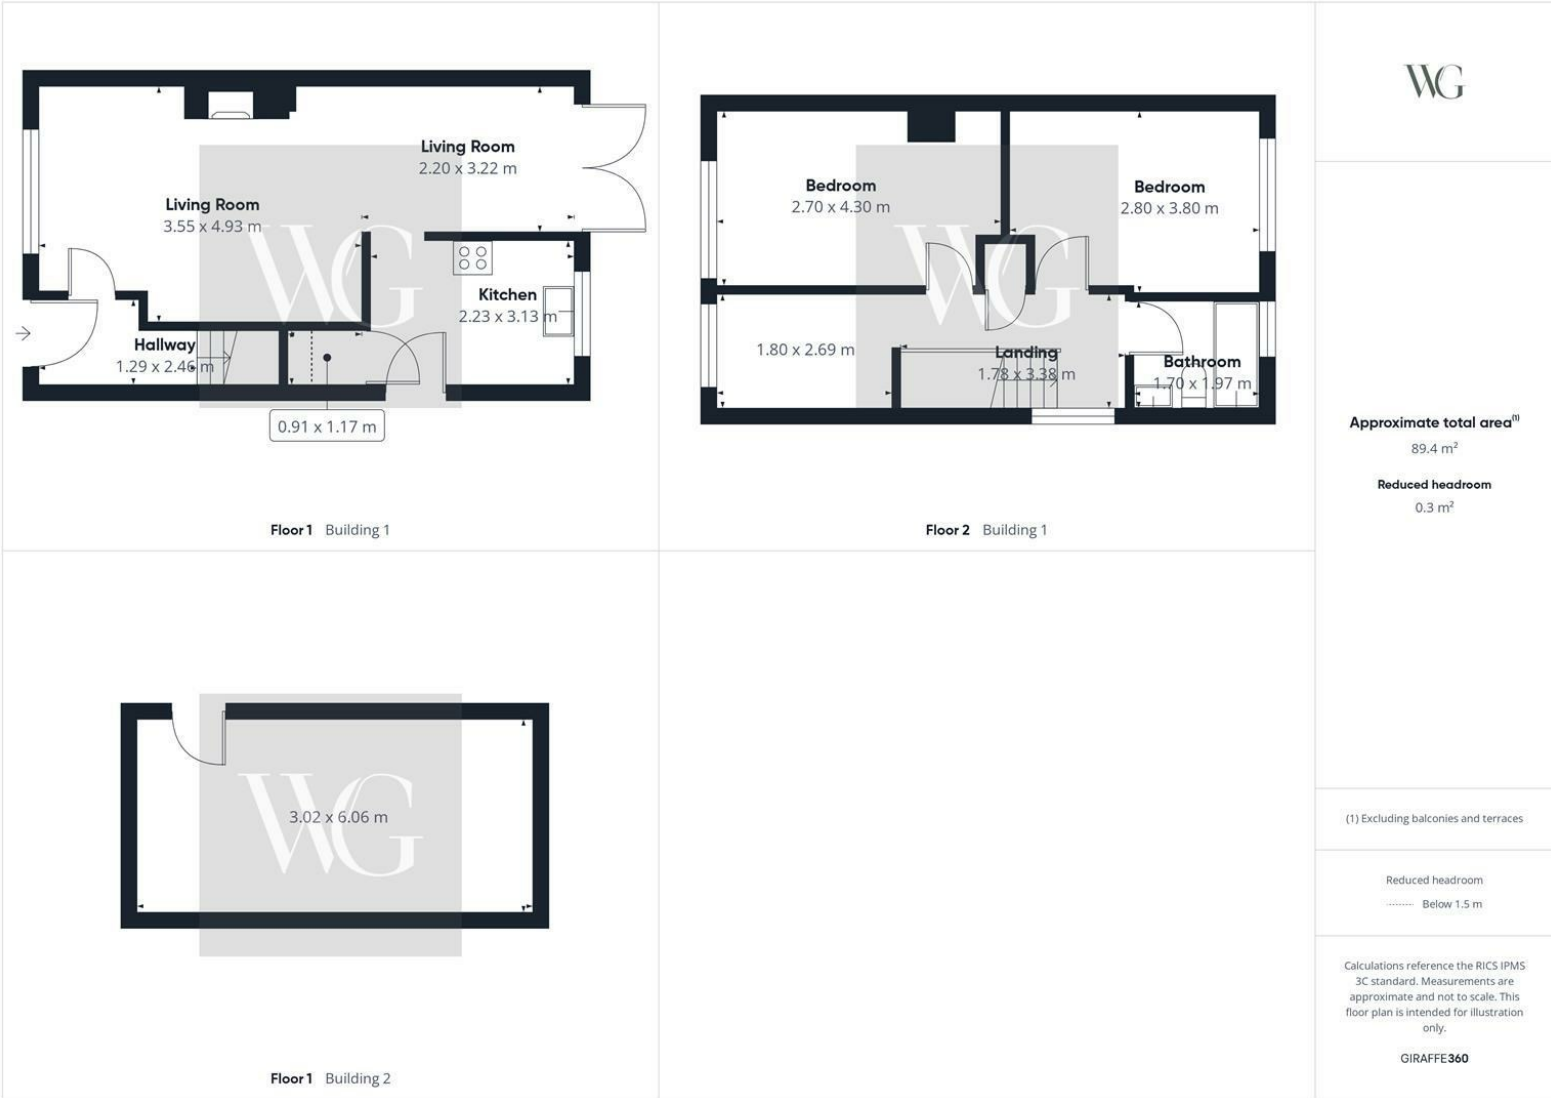 WG
Living Room
2.20 x 3.22 m
Living Room
3.55 x 4.93 m
Kitchen
2.23 x 3.13 m
Hallway
1.29 x 2.46 m
0.91 x 1.17 m
WG
Floor 1 Building 1
Bedroom
2.70 x 4.30 m
Bedroom
2.80 x 3.80 m
1.80 x 2.69 m
Landing
1.78 x 3.38 m
Bathroom
1.70 x 1.97 m
WG
Floor 2 Building 1
3.02 x 6.06 m
WG
Floor 1 Building 2
Approximate total area(1)
89.4 m²
Reduced headroom
0.3 m²
(1) Excluding balconies and terraces
Reduced headroom
Below 1.5 m
Calculations reference the RICS IPMS
3C standard. Measurements are
approximate and not to scale. This
floor plan is intended for illustration
only.
GIRAFFE360